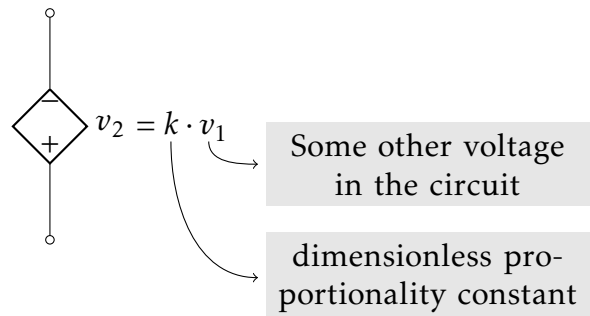 −
+
v₂ = k · v₁
Some other voltage
in the circuit
dimensionless pro-
portionality constant